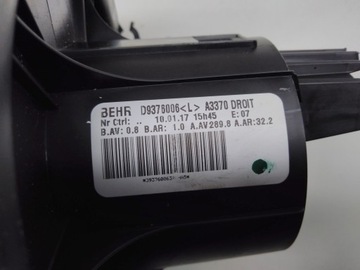 BEHR D9376006<L> A3370 DROIT
Nr Ctrl: .. 10.01.17 15h45 E:07
B.AV: 0.8 B.AR: 1.0 A.AV289.8 A.AR:32.2